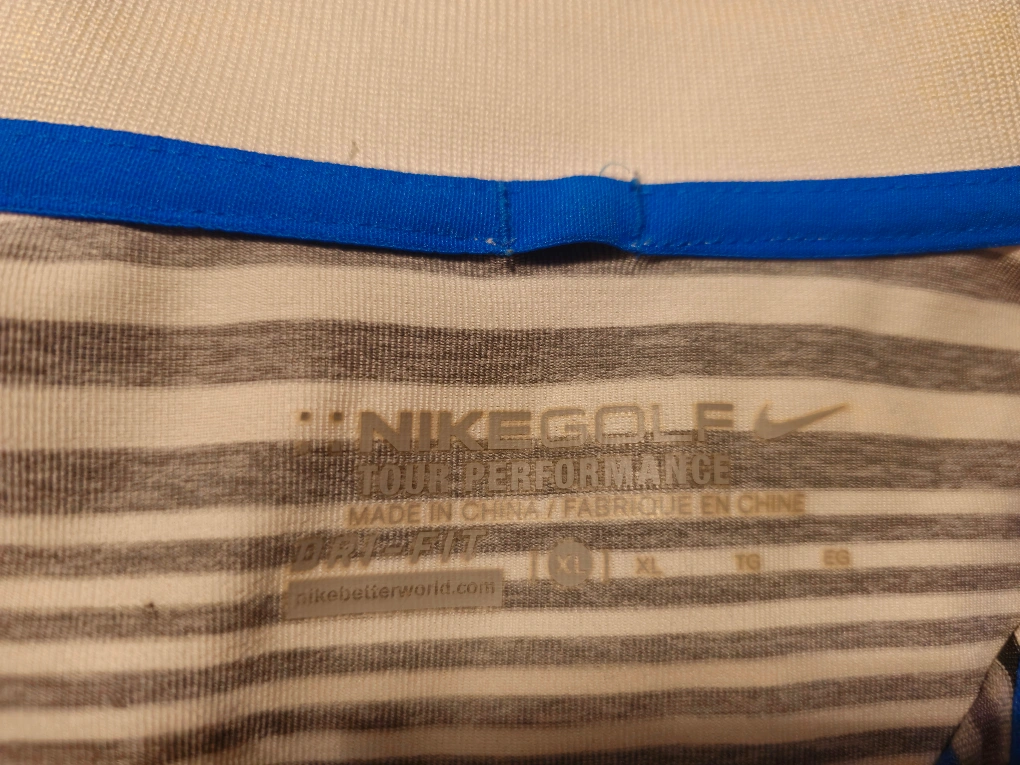 NIKEGOLF
TOUR PERFORMANCE
MADE IN CHINA / FABRIQUE EN CHINE
DRI-FIT
XL XL TG EG
nikebetterworld.com